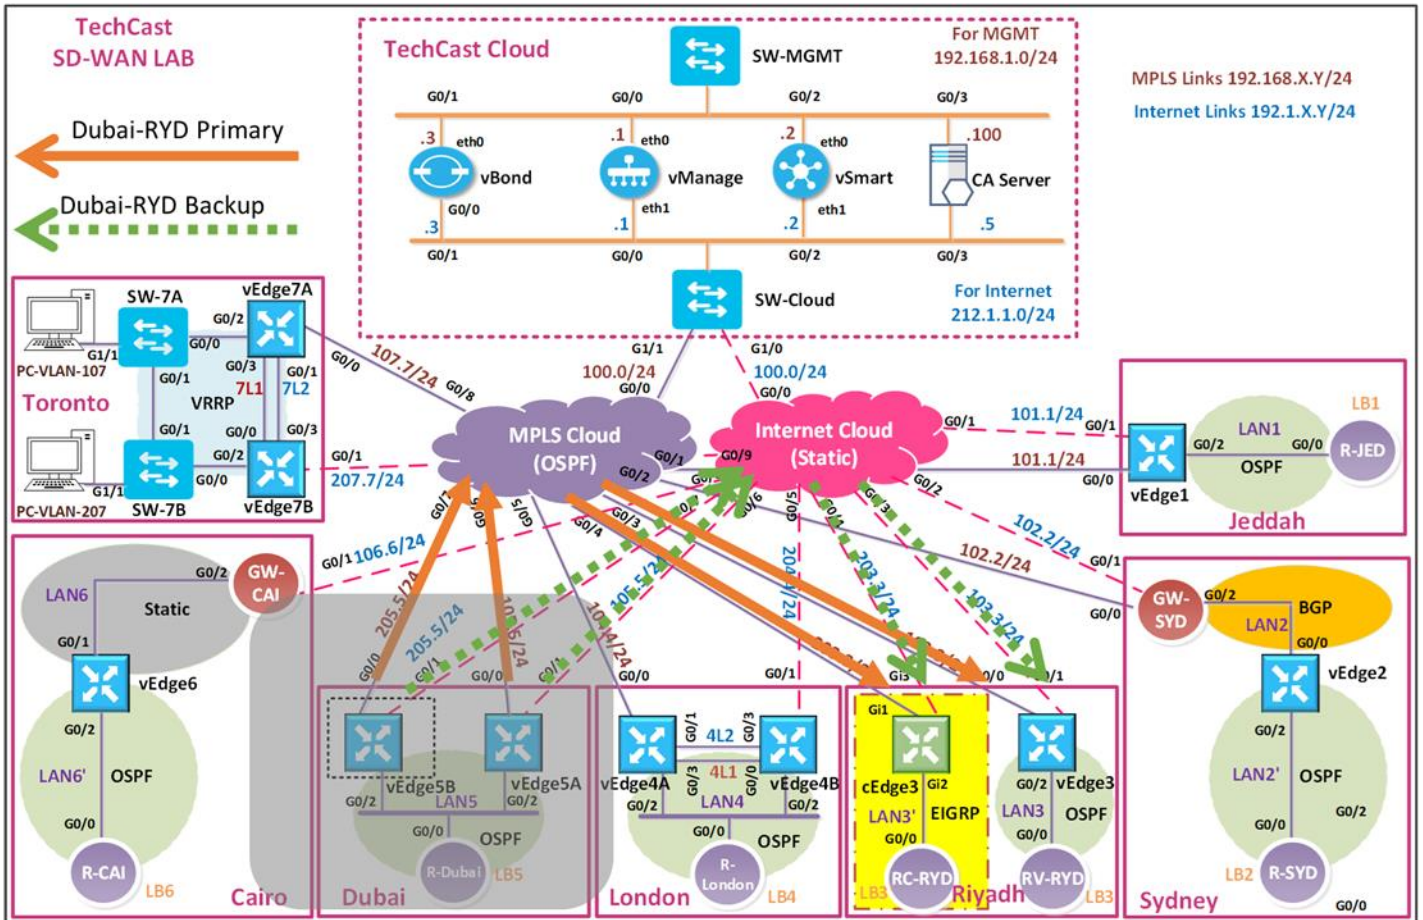 TechCast
SD-WAN LAB
TechCast Cloud
SW-MGMT
For MGMT
192.168.1.0/24
MPLS Links 192.168.X.Y/24
Internet Links 192.1.X.Y/24
G0/1
G0/0
G0/2
G0/3
Dubai-RYD Primary
.3
eth0
.1
eth0
.2
eth0
.100
vBond
vManage
vSmart
CA Server
Dubai-RYD Backup
G0/0
eth1
eth1
.3
.1
.2
.5
G0/1
G0/0
G0/2
G0/3
SW-Cloud
For Internet
212.1.1.0/24
SW-7A
vEdge7A
G0/2
G0/0
G1/1
PC-VLAN-107
G0/1
G0/3
G0/1
7L1
7L2
VRRP
Toronto
G0/1
G0/0
G0/3
G0/2
G0/0
G1/1
PC-VLAN-207
SW-7B
vEdge7B
G0/1
207.7/24
G0/0
107.7/24
G0/8
G1/1
100.0/24
G0/0
G1/0
100.0/24
G0/0
MPLS Cloud
(OSPF)
Internet Cloud
(Static)
G0/9
G0/1
G0/2
G0/1
101.1/24
G0/1
101.1/24
G0/0
G0/2
LAN1
G0/0
OSPF
LB1
R-JED
vEdge1
Jeddah
G0/2
102.2/24
G0/1
102.2/24
G0/0
G0/5
G0/4
G0/3
G0/6
G0/5
G0/3
G0/1
106.6/24
G0/2
GW-
CAI
LAN6
Static
G0/1
vEdge6
G0/2
LAN6'
OSPF
G0/0
R-CAI
LB6
Cairo
205.5/24
205.5/24
105.5/24
104.4/24
203.3/24
103.3/24
G0/0
G0/1
G0/0
G0/1
vEdge5B
vEdge5A
G0/2
LAN5
G0/2
G0/0
OSPF
R-Dubai
LB5
Dubai
G0/0
G0/1
G0/1
4L2
G0/3
G0/3
4L1
G0/0
vEdge4A
vEdge4B
G0/2
LAN4
G0/2
G0/0
OSPF
R-
London
LB4
London
Gi3
Gi1
cEdge3
Gi2
LAN3'
EIGRP
G0/0
RC-RYD
LB3
vEdge3
G0/2
LAN3
OSPF
G0/0
RV-RYD
LB3
Riyadh
GW-
SYD
G0/2
BGP
LAN2
G0/0
vEdge2
G0/2
LAN2'
OSPF
G0/2
G0/0
LB2
R-SYD
Sydney
G0/0